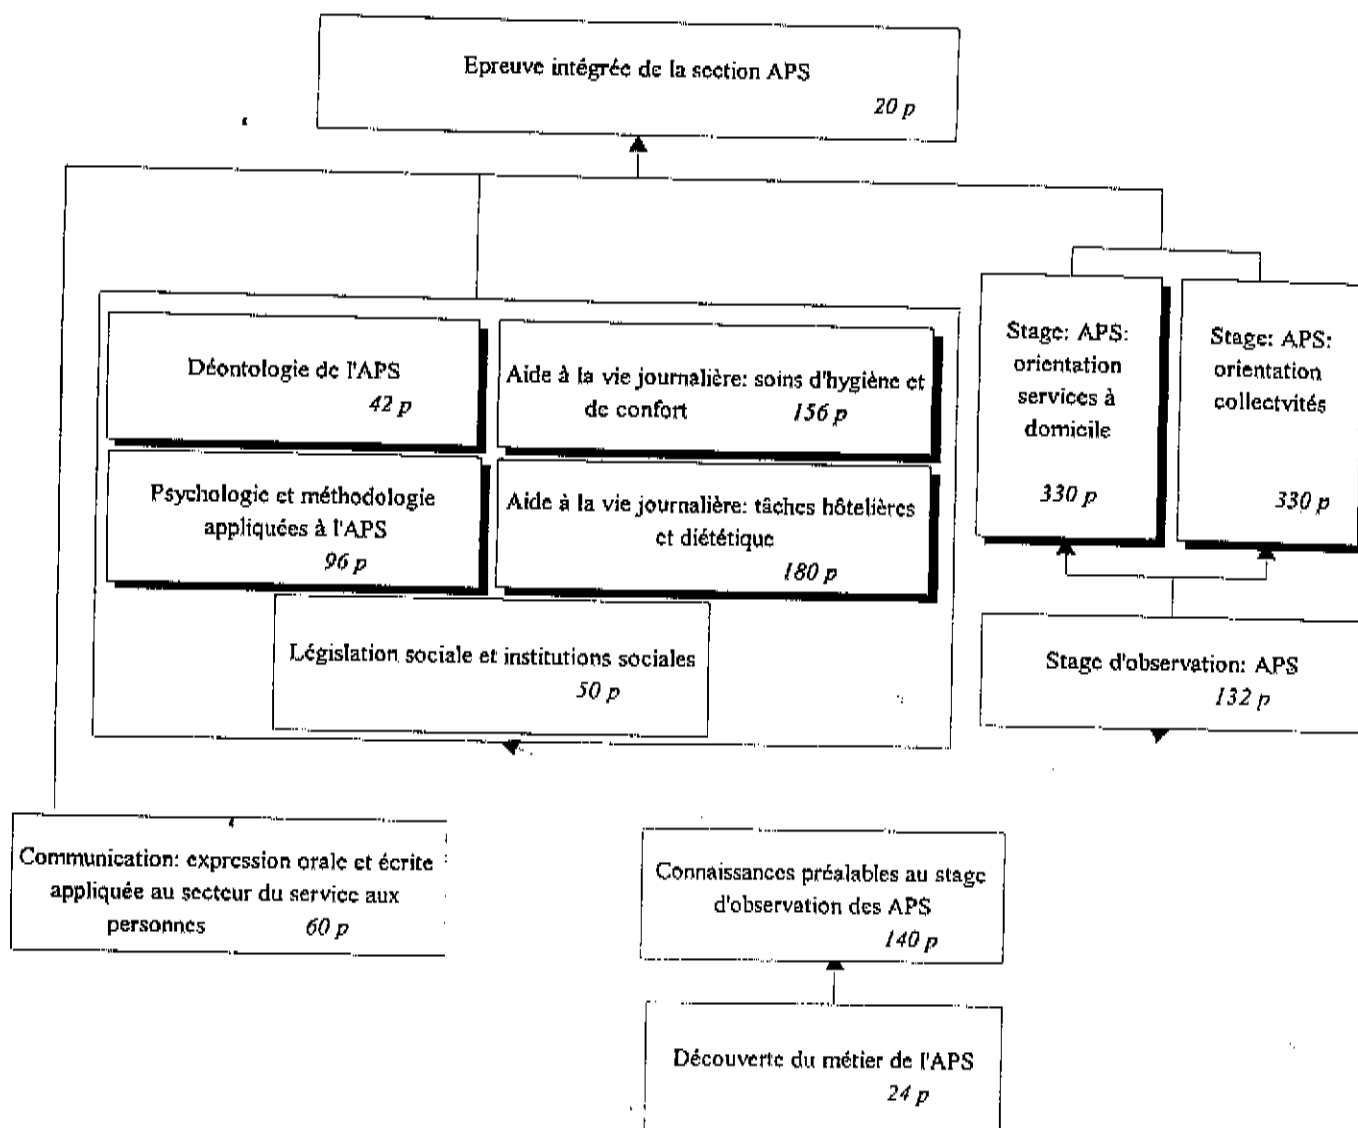 Epreuve intégrée de la section APS
20 p
Déontologie de l'APS
42 p
Aide à la vie journalière: soins d'hygiène et
de confort 156 p
Psychologie et méthodologie
appliquées à l'APS
96 p
Aide à la vie journalière: tâches hôtelières
et diététique
180 p
Législation sociale et institutions sociales
50 p
Stage: APS:
orientation
services à
domicile
330 p
Stage: APS:
orientation
collectvités
330 p
Stage d'observation: APS
132 p
Communication: expression orale et écrite
appliquée au secteur du service aux
personnes 60 p
Connaissances préalables au stage
d'observation des APS
140 p
Découverte du métier de l'APS
24 p